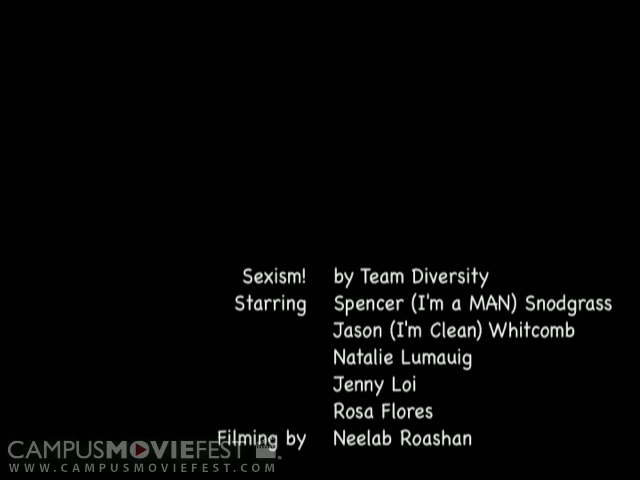 Sexism! by Team Diversity
Starring Spencer (I'm a MAN) Snodgrass
Jason (I'm Clean) Whitcomb
Natalie Lumauig
Jenny Loi
Rosa Flores
Filming by Neelab Roashan
CAMPUSMOVIEFEST
WWW.CAMPUSMOVIEFEST.COM